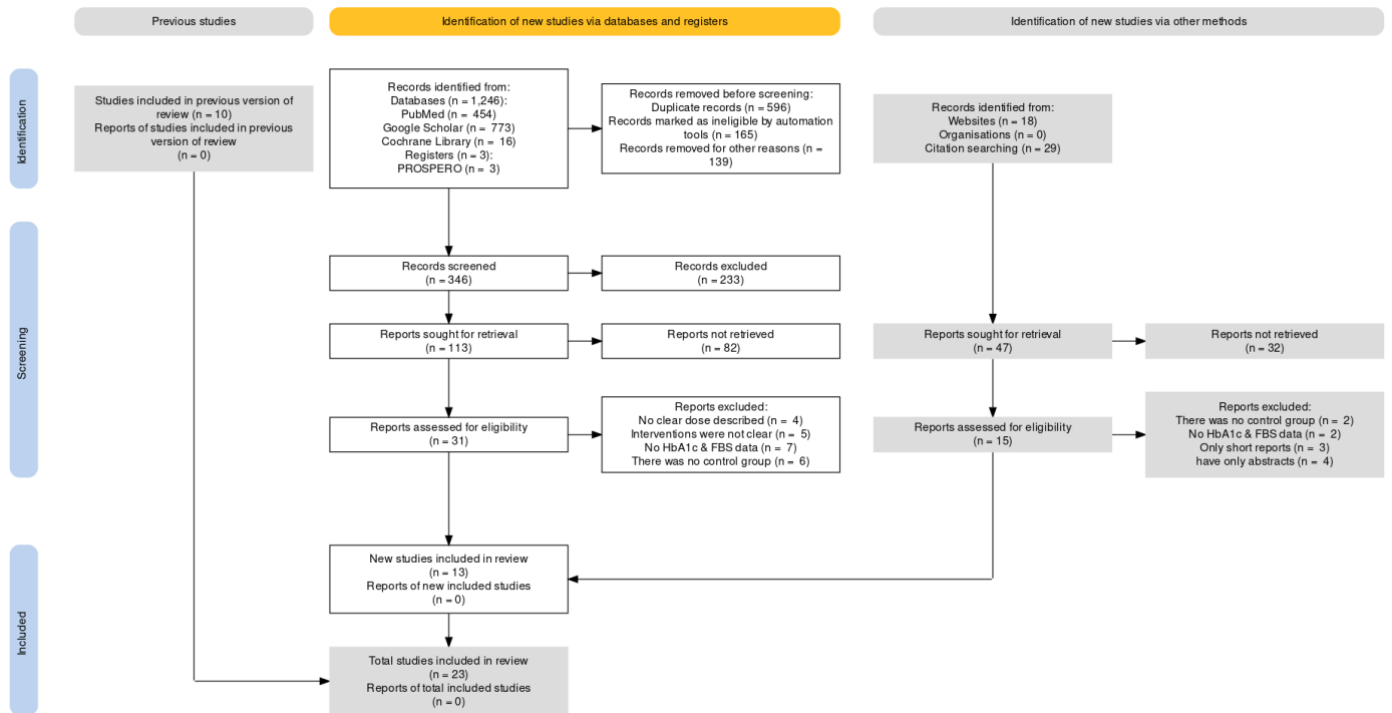 Previous studies
Identification of new studies via databases and registers
Identification of new studies via other methods
Identification
Studies included in previous version of
review (n = 10)
Reports of studies included in previous
version of review
(n = 0)
Records identified from:
Databases (n = 1,246):
PubMed (n = 454)
Google Scholar (n = 773)
Cochrane Library (n = 16)
Registers (n = 3):
PROSPERO (n = 3)
Records removed before screening:
Duplicate records (n = 596)
Records marked as ineligible by automation
tools (n = 165)
Records removed for other reasons (n =
139)
Records identified from:
Websites (n = 18)
Organisations (n = 0)
Citation searching (n = 29)
Screening
Records screened
(n = 346)
Records excluded
(n = 233)
Reports sought for retrieval
(n = 113)
Reports not retrieved
(n = 82)
Reports sought for retrieval
(n = 47)
Reports not retrieved
(n = 32)
Reports assessed for eligibility
(n = 31)
Reports excluded:
No clear dose described (n = 4)
Interventions were not clear (n = 5)
No HbA1c & FBS data (n = 7)
There was no control group (n = 6)
Reports assessed for eligibility
(n = 15)
Reports excluded:
There was no control group (n = 2)
No HbA1c & FBS data (n = 2)
Only short reports (n = 3)
have only abstracts (n = 4)
Included
New studies included in review
(n = 13)
Reports of new included studies
(n = 0)
Total studies included in review
(n = 23)
Reports of total included studies
(n = 0)